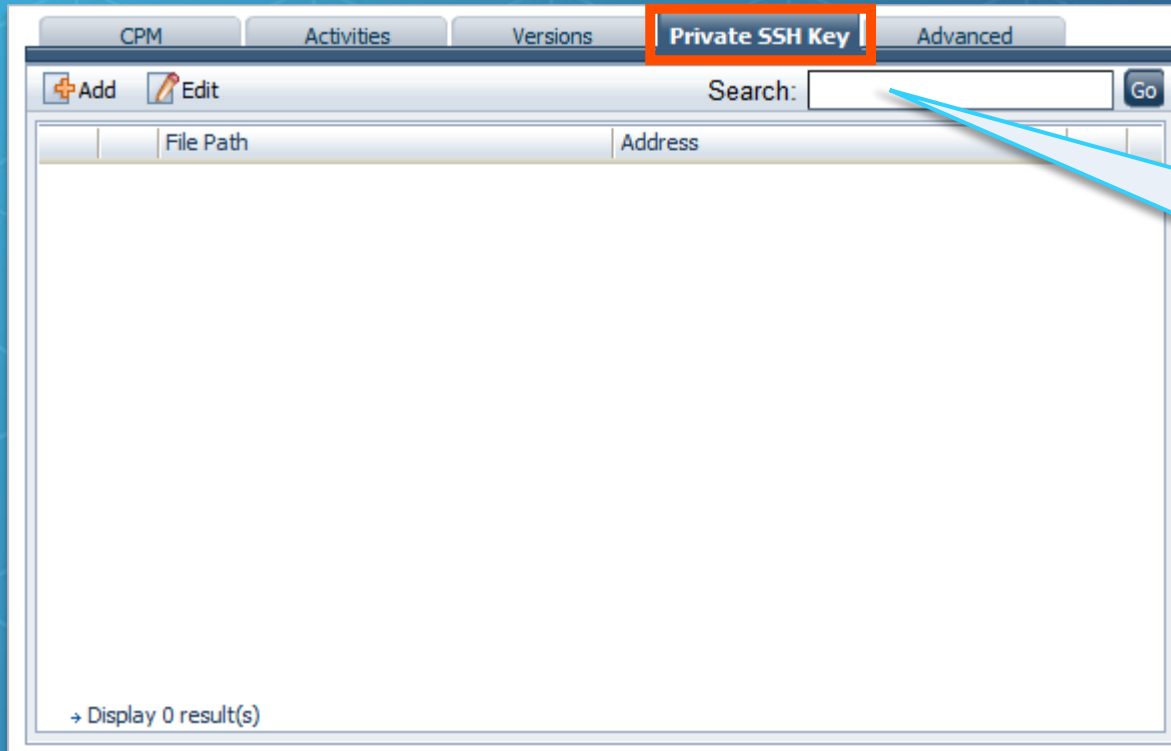 CPM Activities Versions Private SSH Key Advanced
Add Edit Search: Go
File Path Address
Display 0 result(s)